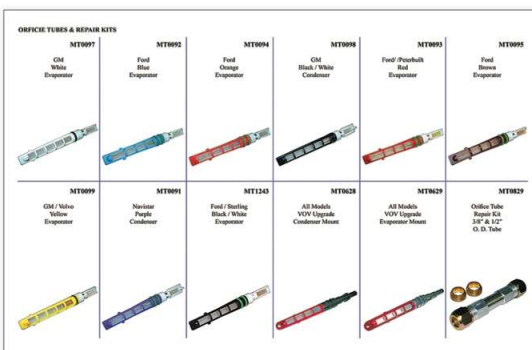 ORFICIE TUBES & REPAIR KITS
MT0097
GM
White
Evaporator
MT0092
Ford
Blue
Evaporator
MT0094
Ford
Orange
Evaporator
MT0098
GM
Black / White
Condenser
MT0093
Ford/ /Peterbuilt
Red
Evaporator
MT0095
Ford
Brown
Evaporator
MT0099
GM / Volvo
Yellow
Evaporator
MT0091
Navistar
Purple
Condenser
MT1243
Ford / Sterling
Black / White
Evaporator
MT0628
All Models
VOV Upgrade
Condenser Mount
MT0629
All Models
VOV Upgrade
Evaporator Mount
MT0829
Orifice Tube
Repair Kit
3/8" & 1/2"
O. D. Tube